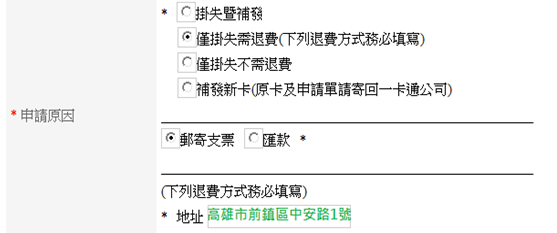 * 掛失暨補發
僅掛失需退費(下列退費方式務必填寫)
僅掛失不需退費
補發新卡(原卡及申請單請寄回一卡通公司)
* 申請原因
郵寄支票 匯款 *
(下列退費方式務必填寫)
* 地址 高雄市前鎮區中安路1號